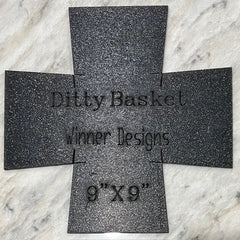 Ditty Basket
Winner Designs
9"X9"